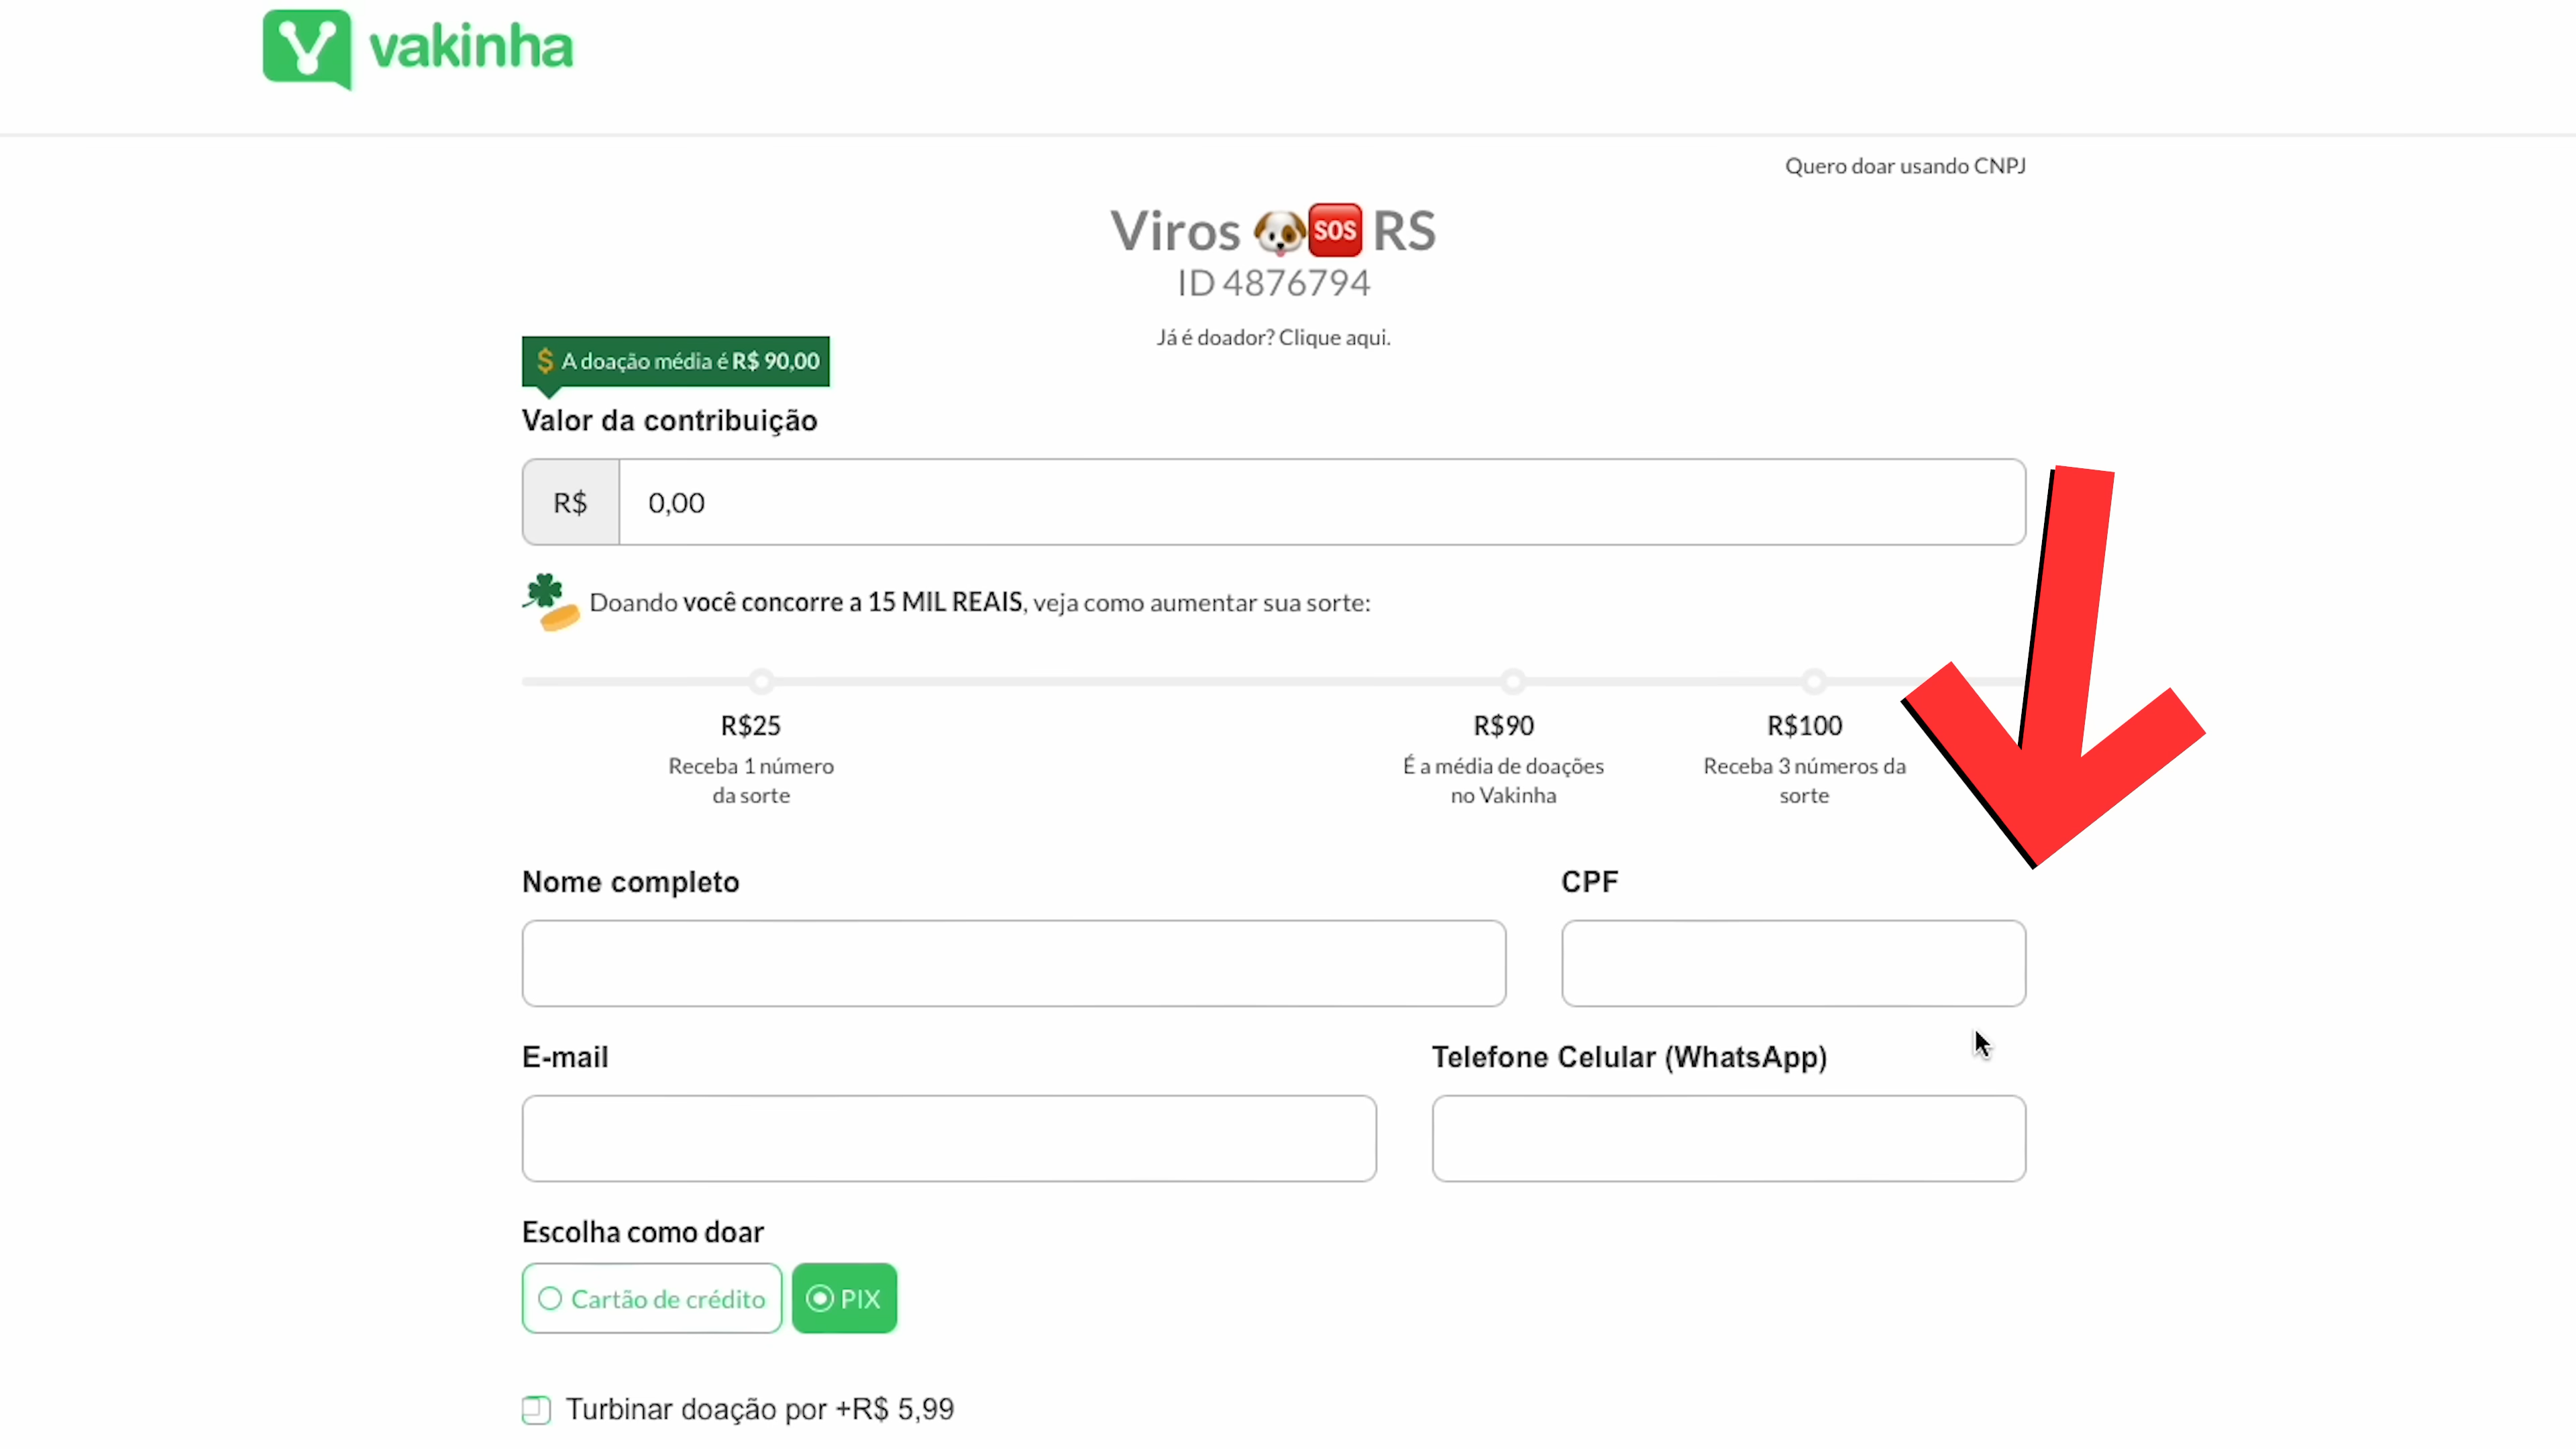 vakinha
Quero doar usando CNPJ
Viros 🐶🆘 RS
ID 4876794
Já é doador? Clique aqui.
A doação média é R$ 90,00
Valor da contribuição
R$ 0,00
Doando você concorre a 15 MIL REAIS, veja como aumentar sua sorte:
R$25
Receba 1 número
da sorte
R$90
É a média de doações
no Vakinha
R$100
Receba 3 números da
sorte
Nome completo
CPF
E-mail
Telefone Celular (WhatsApp)
Escolha como doar
Cartão de crédito
PIX
Turbinar doação por +R$ 5,99